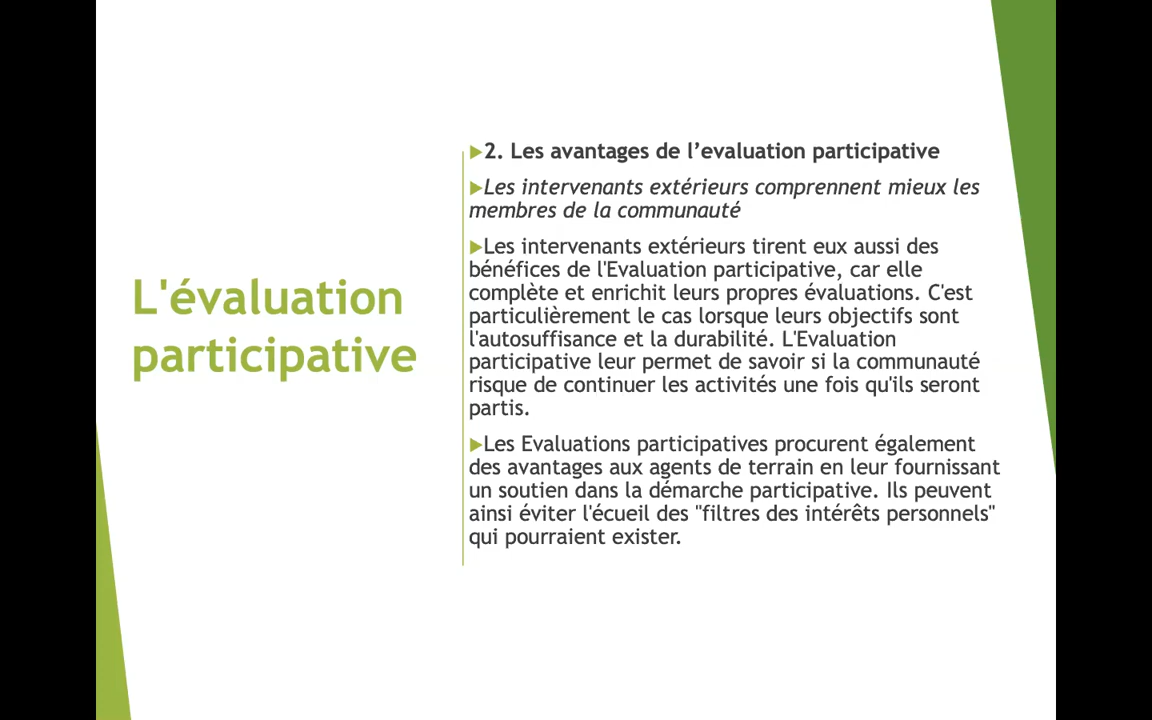 L'évaluation
participative
2. Les avantages de l’evaluation participative
Les intervenants extérieurs comprennent mieux les
membres de la communauté
Les intervenants extérieurs tirent eux aussi des
bénéfices de l'Evaluation participative, car elle
complète et enrichit leurs propres évaluations. C'est
particulièrement le cas lorsque leurs objectifs sont
l'autosuffisance et la durabilité. L'Evaluation
participative leur permet de savoir si la communauté
risque de continuer les activités une fois qu'ils seront
partis.
Les Evaluations participatives procurent également
des avantages aux agents de terrain en leur fournissant
un soutien dans la démarche participative. Ils peuvent
ainsi éviter l'écueil des "filtres des intérêts personnels"
qui pourraient exister.